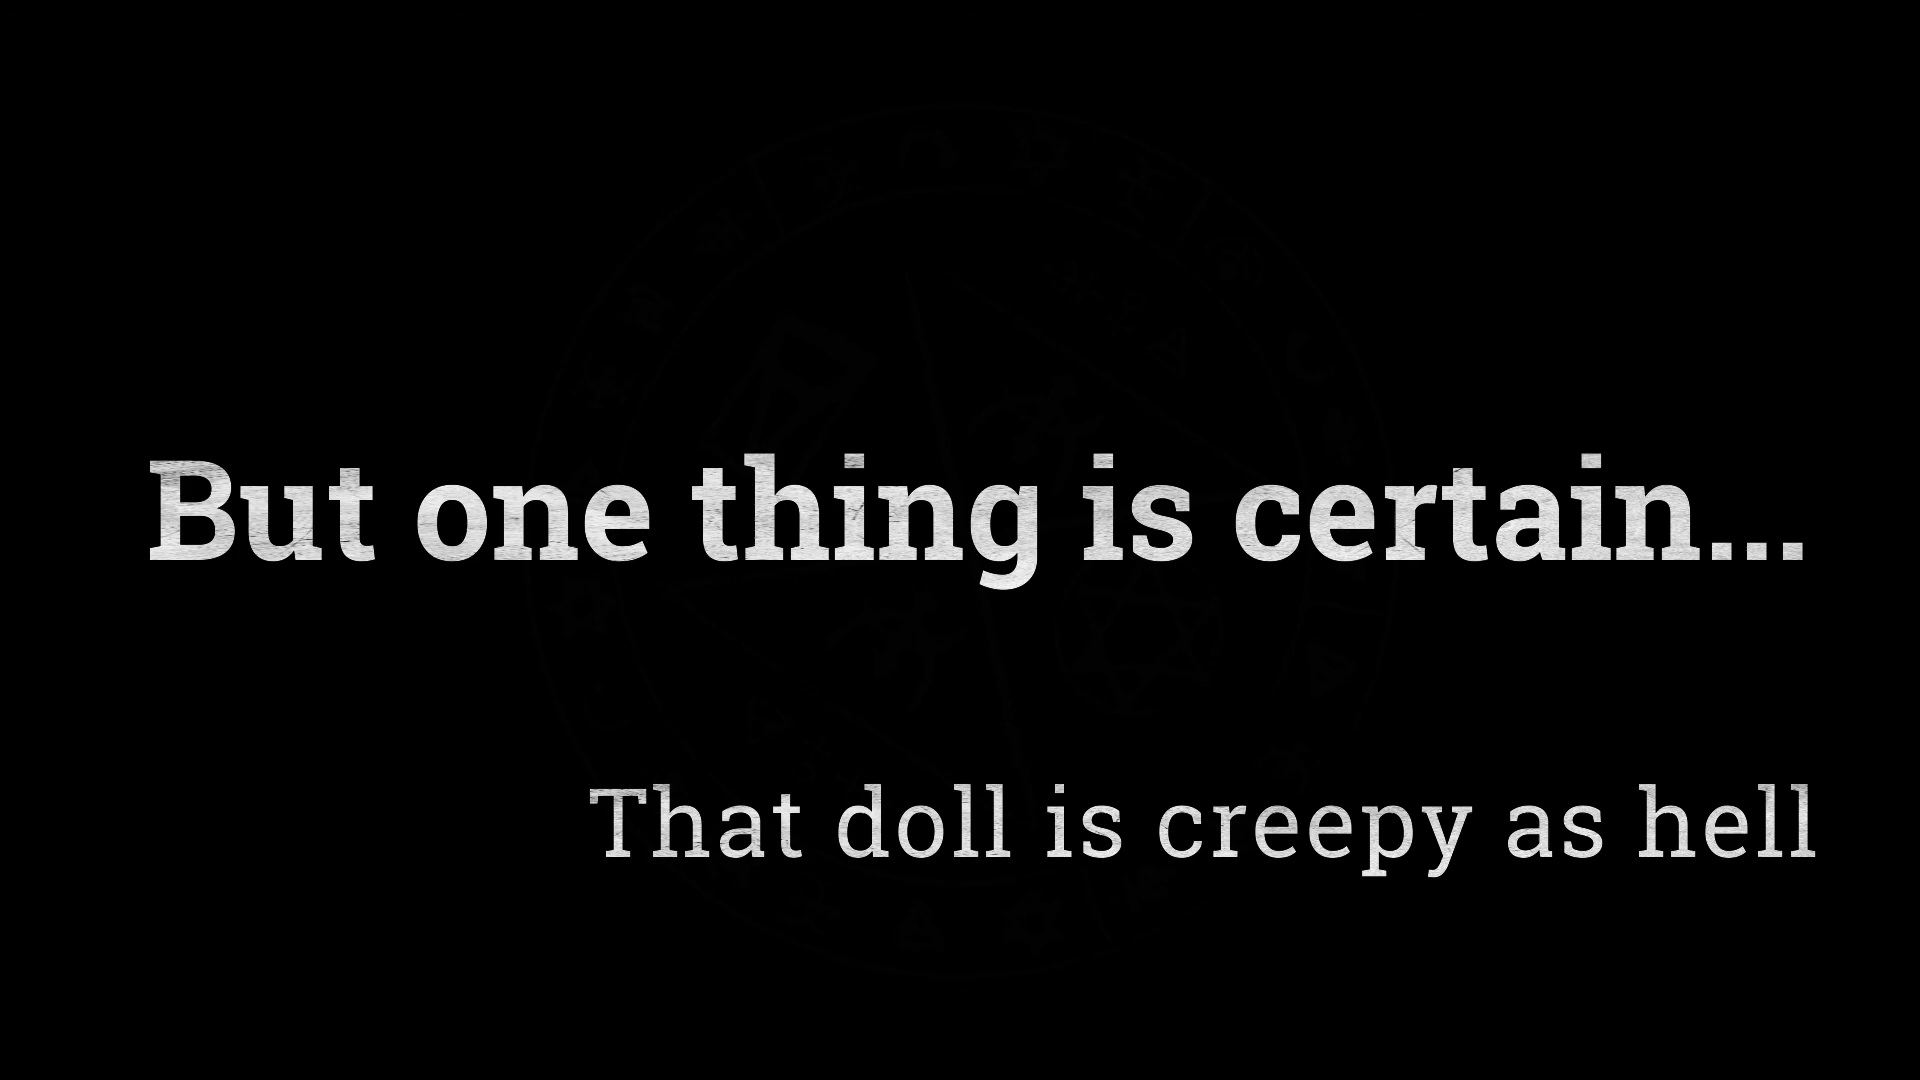 But one thing is certain...
That doll is creepy as hell